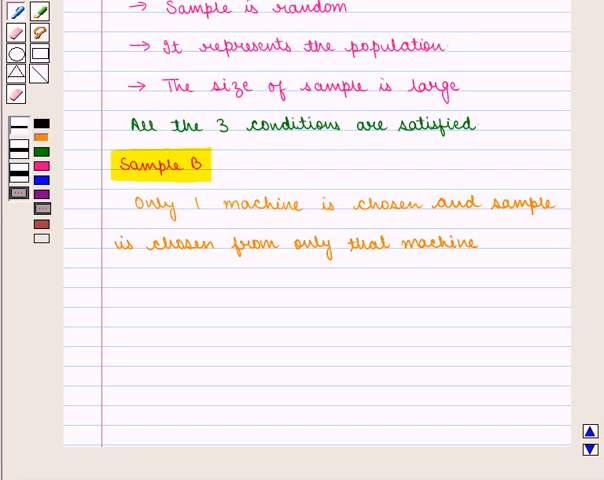 → Sample is random
→ It represents the population
→ The size of sample is large
All the 3 conditions are satisfied.
Sample B
Only 1 machine is chosen and sample
is chosen from only that machine